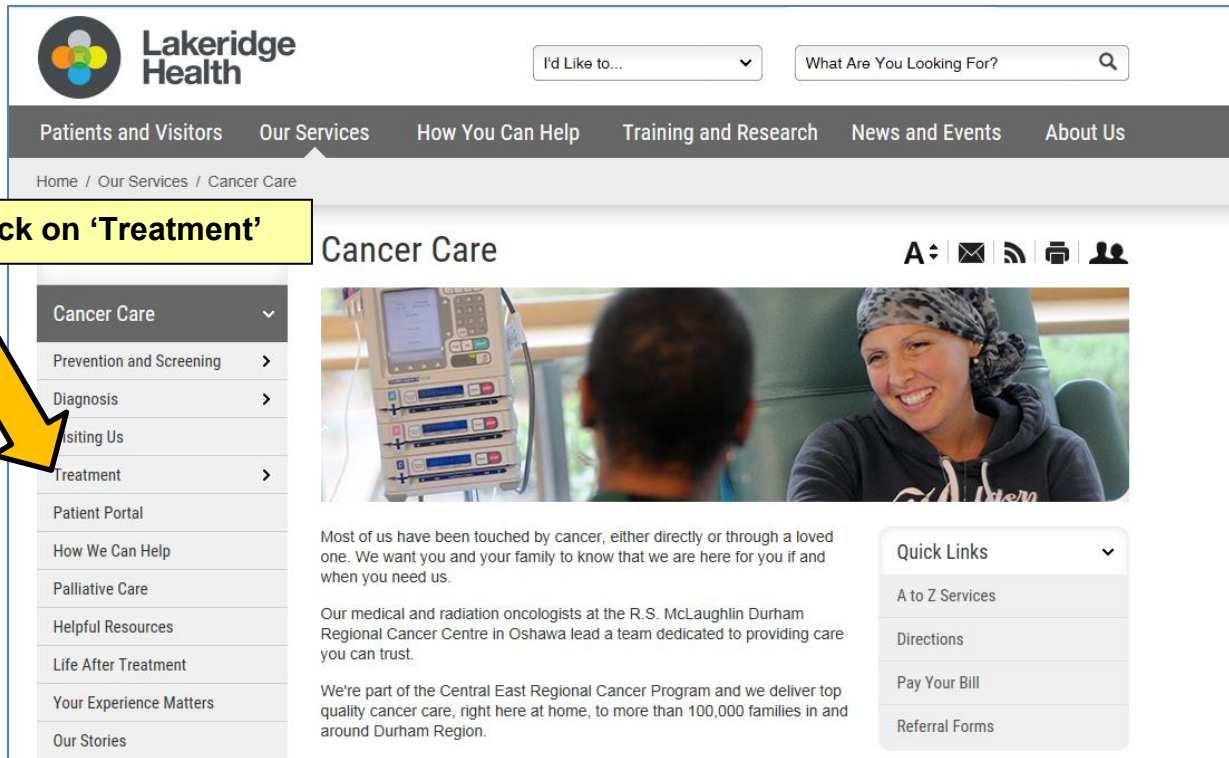 Lakeridge
Health
I'd Like to...
What Are You Looking For?
Patients and Visitors Our Services How You Can Help Training and Research News and Events About Us
Home / Our Services / Cancer Care
on ‘Treatment’
Cancer Care
A
Cancer Care
Prevention and Screening
Diagnosis
isiting Us
Treatment
Patient Portal
How We Can Help
Palliative Care
Helpful Resources
Life After Treatment
Your Experience Matters
Our Stories
Most of us have been touched by cancer, either directly or through a loved
one. We want you and your family to know that we are here for you if and
when you need us.
Our medical and radiation oncologists at the R.S. McLaughlin Durham
Regional Cancer Centre in Oshawa lead a team dedicated to providing care
you can trust.
We're part of the Central East Regional Cancer Program and we deliver top
quality cancer care, right here at home, to more than 100,000 families in and
around Durham Region.
Quick Links
A to Z Services
Directions
Pay Your Bill
Referral Forms